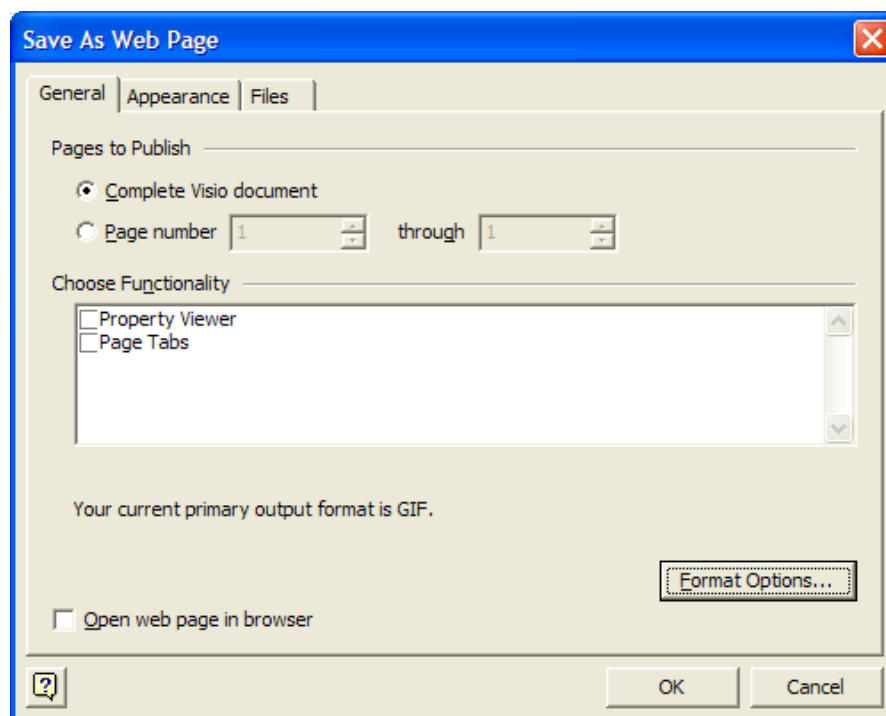 Save As Web Page
General Appearance Files
Pages to Publish
Complete Visio document
Page number 1 through 1
Choose Functionality
Property Viewer
Page Tabs
Your current primary output format is GIF.
Format Options...
Open web page in browser
?
OK Cancel